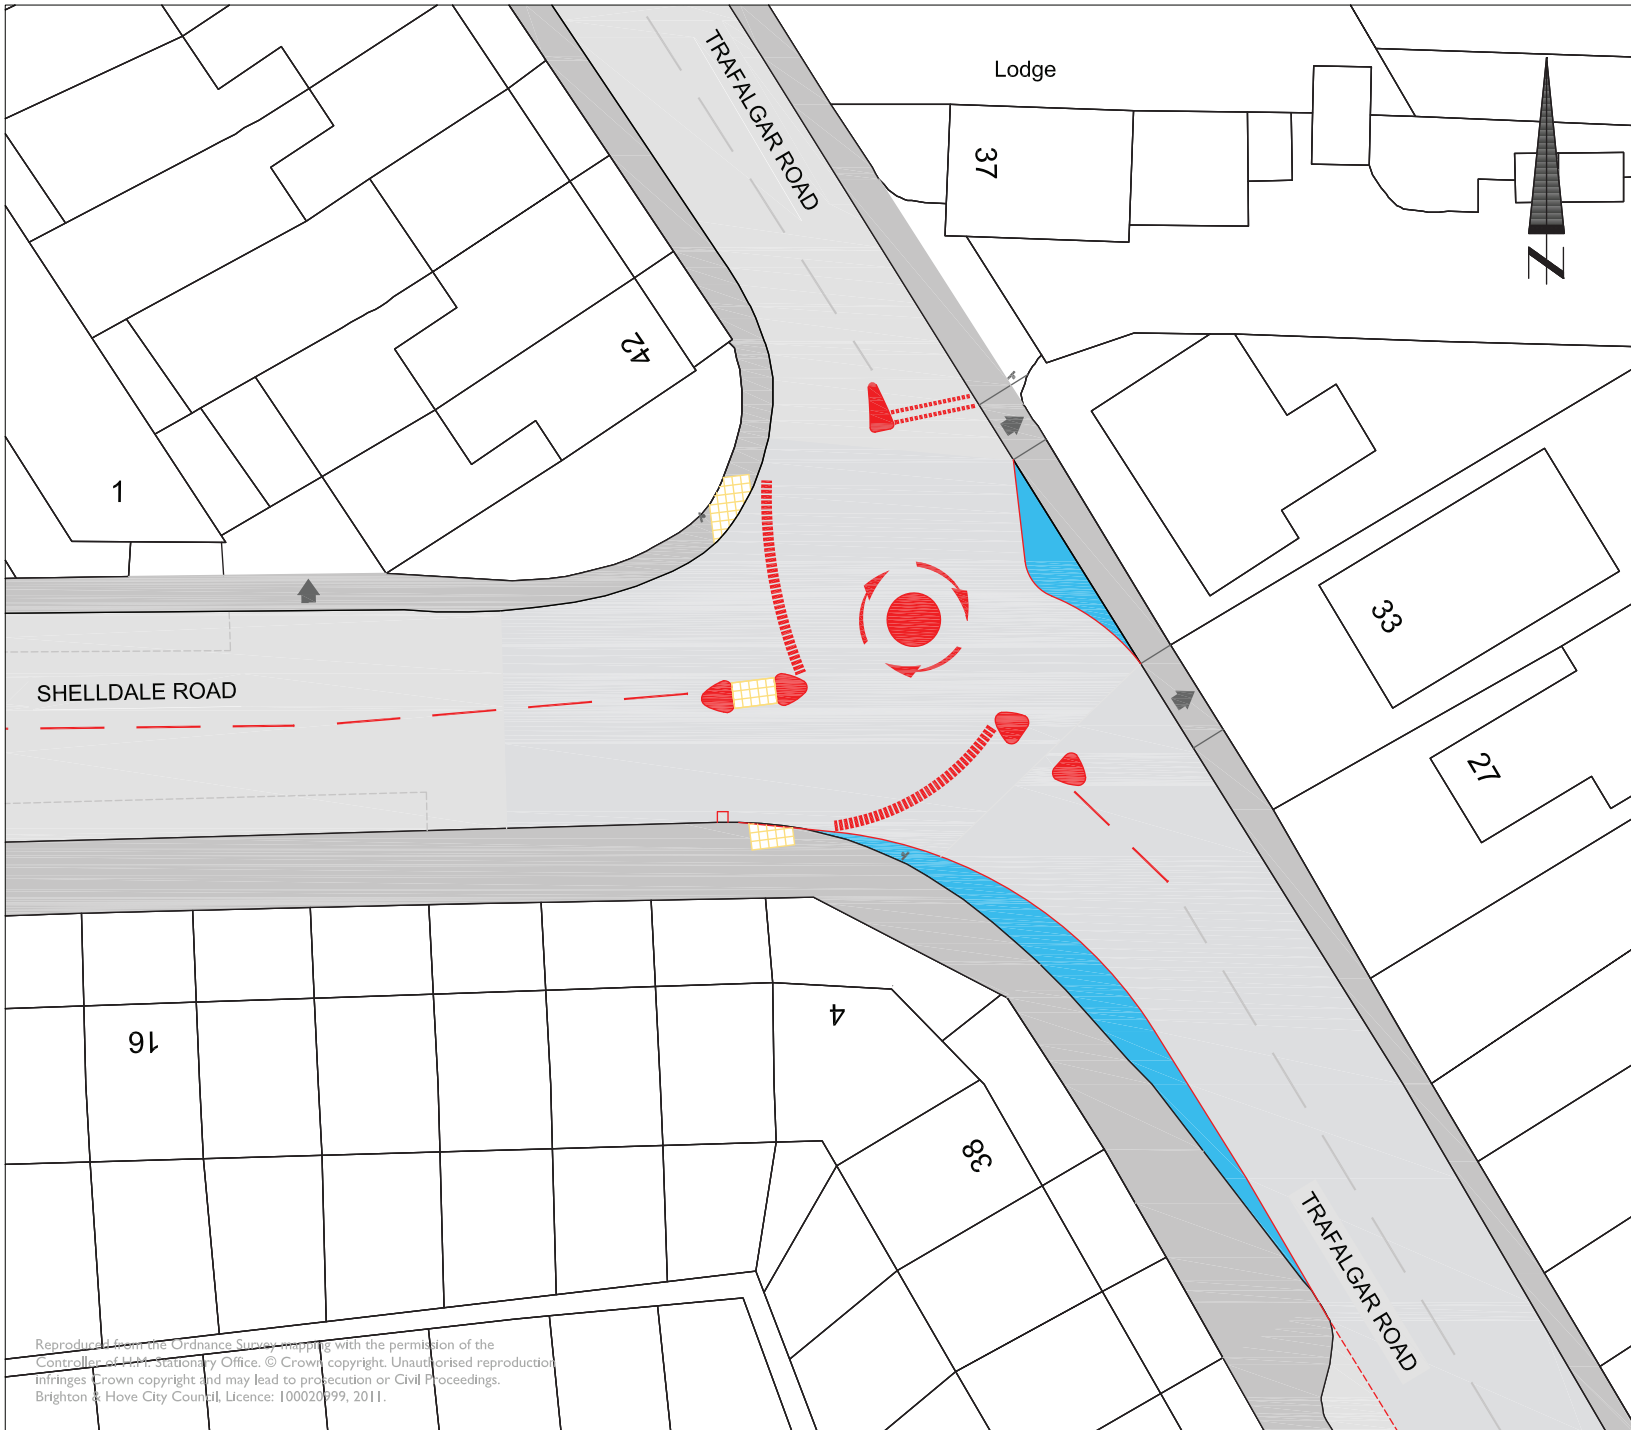 TRAFALGAR ROAD
Lodge
37
42
1
33
SHELLDALE ROAD
27
4
16
38
TRAFALGAR ROAD
N
Reproduced from the Ordnance Survey mapping with the permission of the
Controller of H.M. Stationary Office. © Crown copyright. Unauthorised reproduction
infringes Crown copyright and may lead to prosecution or Civil Proceedings.
Brighton & Hove City Council, Licence: 100020999, 2011.